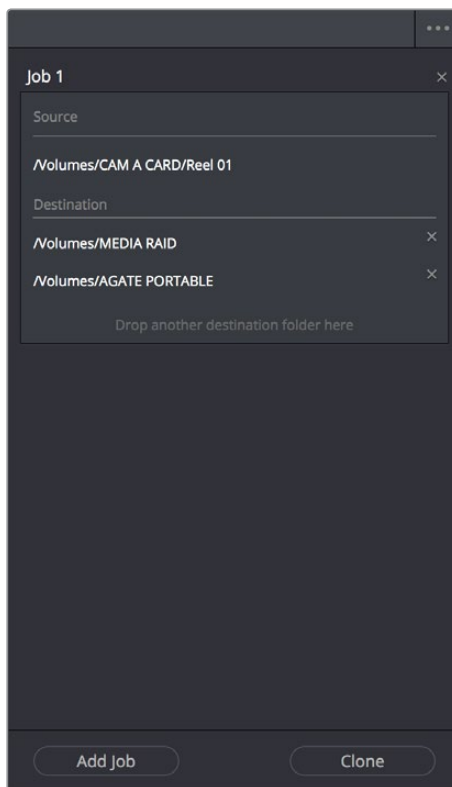 Job 1
Source
/Volumes/CAM A CARD/Reel 01
Destination
/Volumes/MEDIA RAID
/Volumes/AGATE PORTABLE
Drop another destination folder here
Add Job
Clone